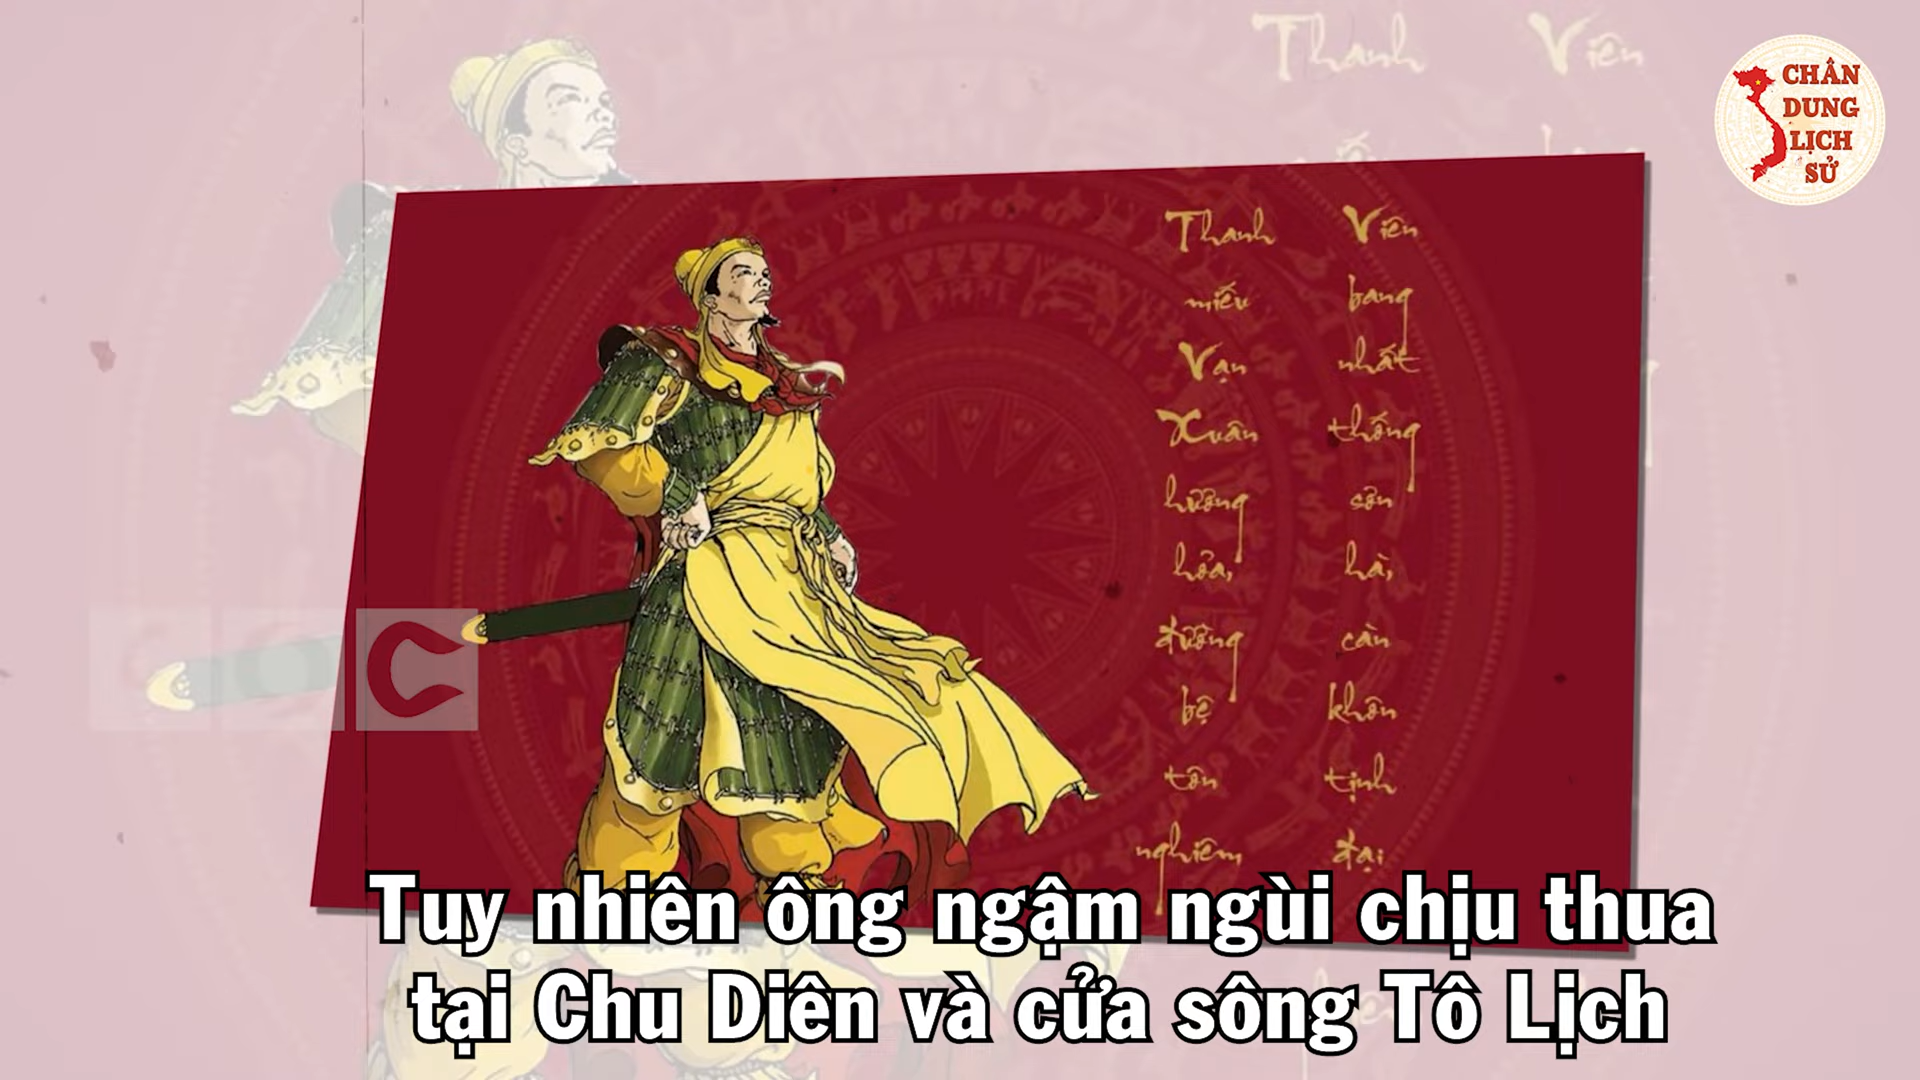 Thanh Viên
CHÂN
DUNG
LỊCH
SỬ
Thanh
miếu
Vạn
Xuân
hương
hỏa,
đường
bệ
tôn
nghiêm
Viên
bang
nhất
thống
sơn
hà,
càn
khôn
tịnh
đại
C
Tuy nhiên ông ngậm ngùi chịu thua
tại Chu Diên và cửa sông Tô Lịch